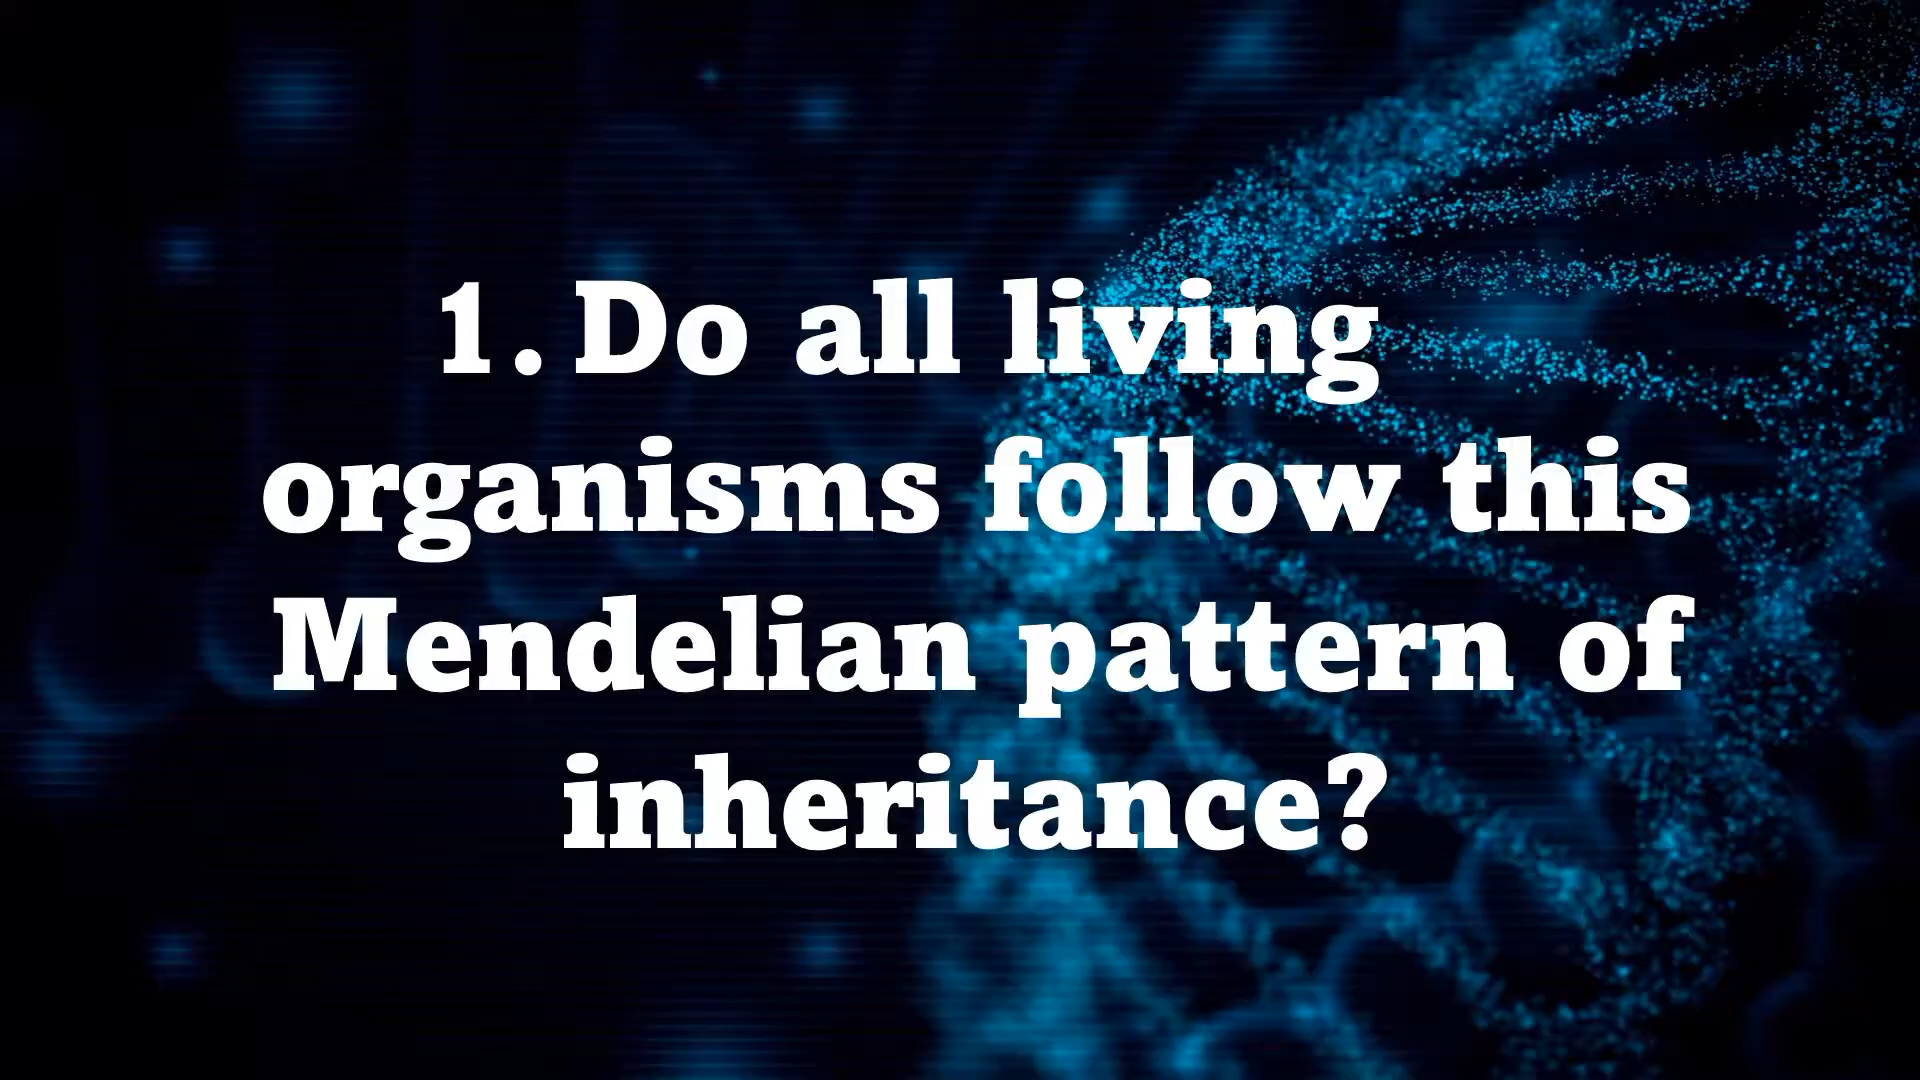 1. Do all living
organisms follow this
Mendelian pattern of
inheritance?